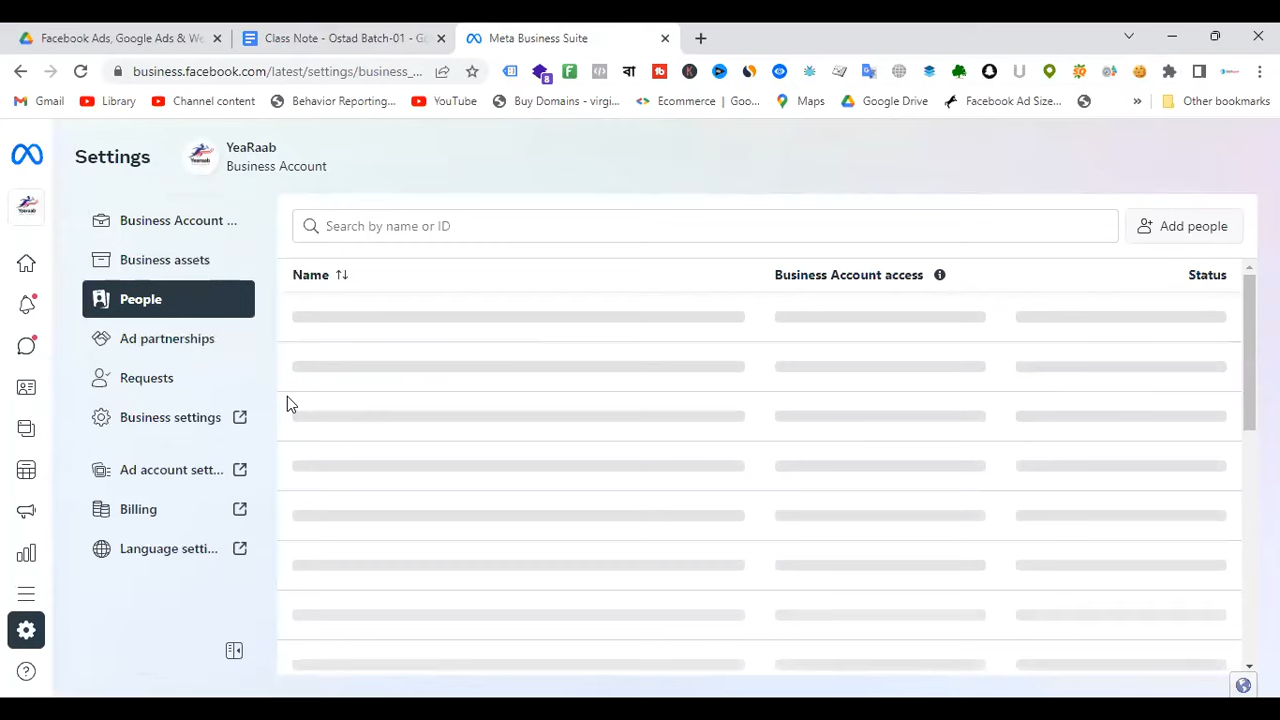 Facebook Ads, Google Ads & We
Class Note - Ostad Batch-01 - Go
Meta Business Suite
business.facebook.com/latest/settings/business_...
Gmail
Library
Channel content
Behavior Reporting...
YouTube
Buy Domains - virgi...
Ecommerce | Goo...
Maps
Google Drive
Facebook Ad Size...
Other bookmarks
Settings
YeaRaab
Business Account
Business Account ...
Business assets
People
Ad partnerships
Requests
Business settings
Ad account sett...
Billing
Language setti...
Search by name or ID
Add people
Name
Business Account access
Status